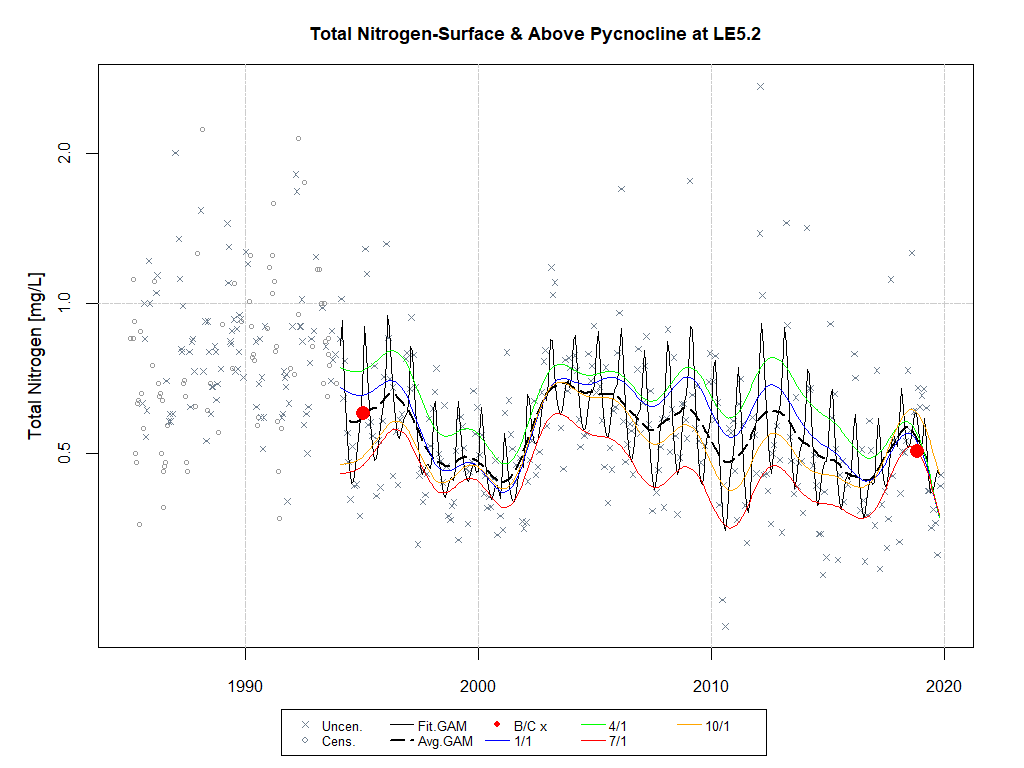 Total Nitrogen-Surface & Above Pycnocline at LE5.2
Total Nitrogen [mg/L]
2.0
1.0
0.5
1990 2000 2010 2020
Uncen. Fit.GAM B/C x 4/1 10/1
Cens. Avg.GAM 1/1 7/1